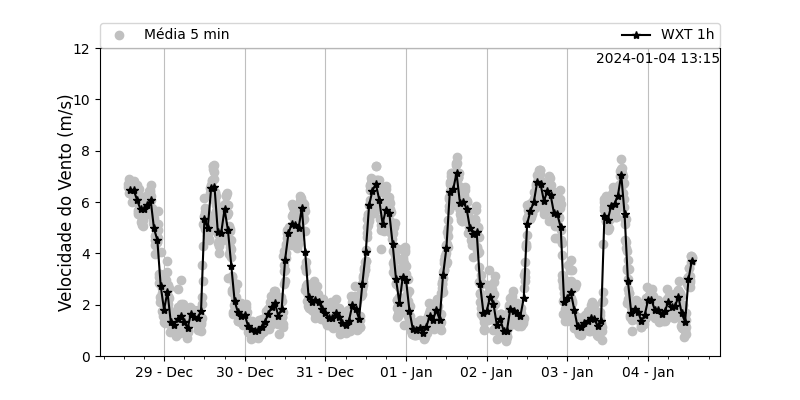 Média 5 min
WXT 1h
2024-01-04 13:15
Velocidade do Vento (m/s)
12
10
8
6
4
2
0
29 - Dec
30 - Dec
31 - Dec
01 - Jan
02 - Jan
03 - Jan
04 - Jan